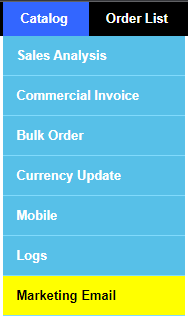 Catalog Order List
Sales Analysis
Commercial Invoice
Bulk Order
Currency Update
Mobile
Logs
Marketing Email